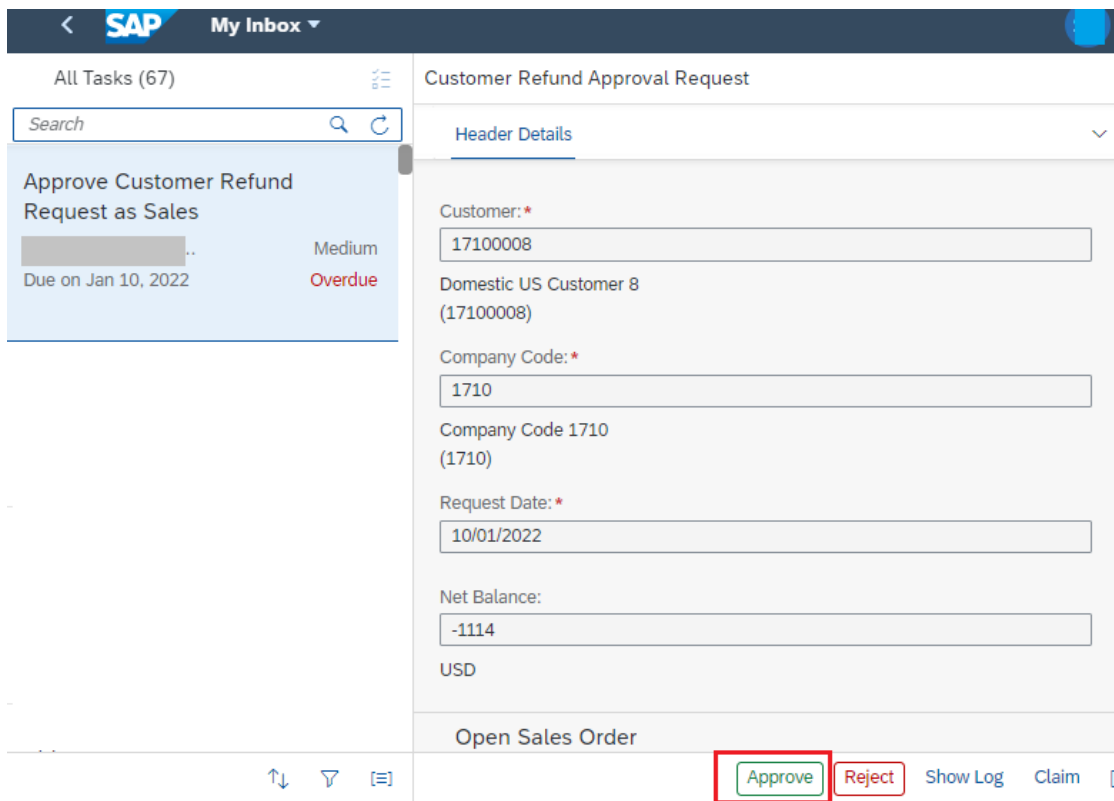 SAP My Inbox
All Tasks (67)
Search
Approve Customer Refund
Request as Sales
.. Medium
Due on Jan 10, 2022 Overdue
Customer Refund Approval Request
Header Details
Customer:*
17100008
Domestic US Customer 8
(17100008)
Company Code:*
1710
Company Code 1710
(1710)
Request Date:*
10/01/2022
Net Balance:
-1114
USD
Open Sales Order
Approve Reject Show Log Claim